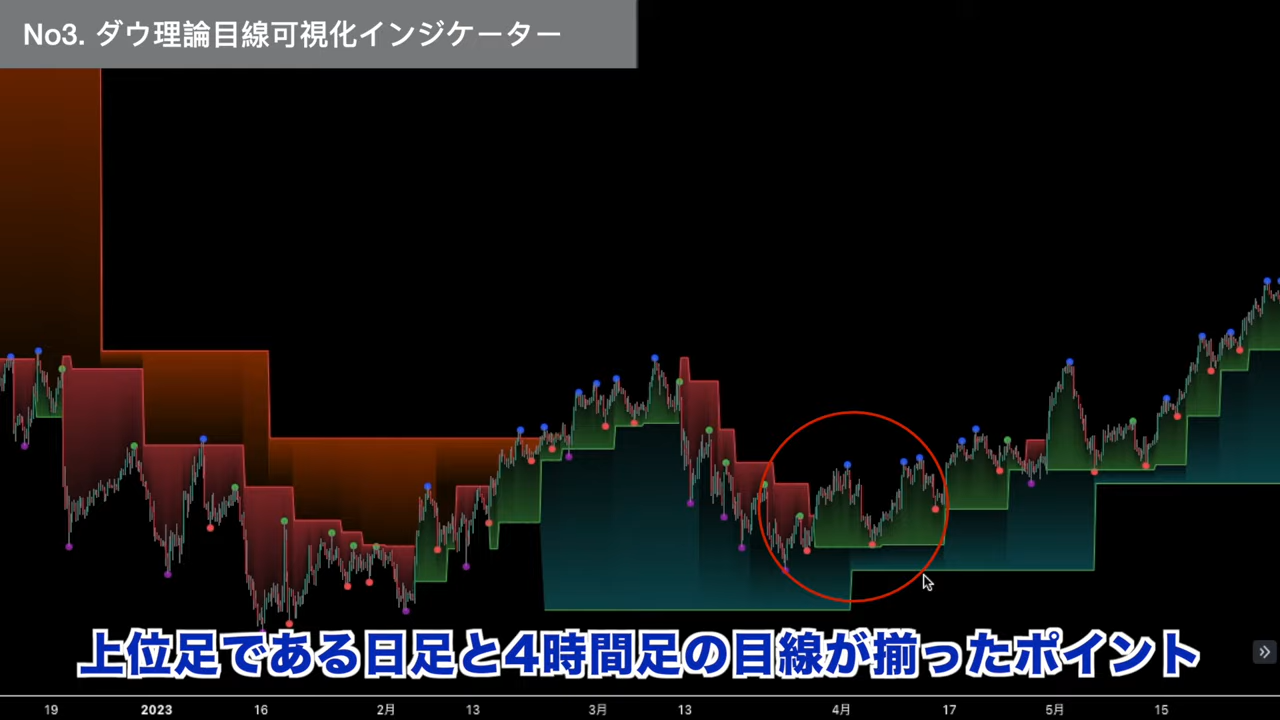 No3. ダウ理論目線可視化インジケーター
上位足である日足と4時間足の目線が揃ったポイント
19 2023 16 2月 13 3月 13 4月 17 5月 15